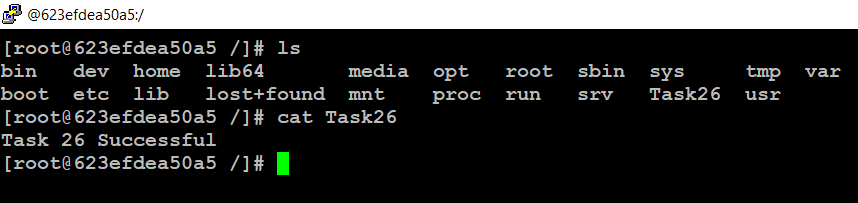 @623efdea50a5:/
[root@623efdea50a5 /]# ls
bin   dev  home  lib64       media  opt   root  sbin  sys     tmp  var
boot  etc  lib   lost+found  mnt    proc  run   srv   Task26  usr
[root@623efdea50a5 /]# cat Task26
Task 26 Successful
[root@623efdea50a5 /]#